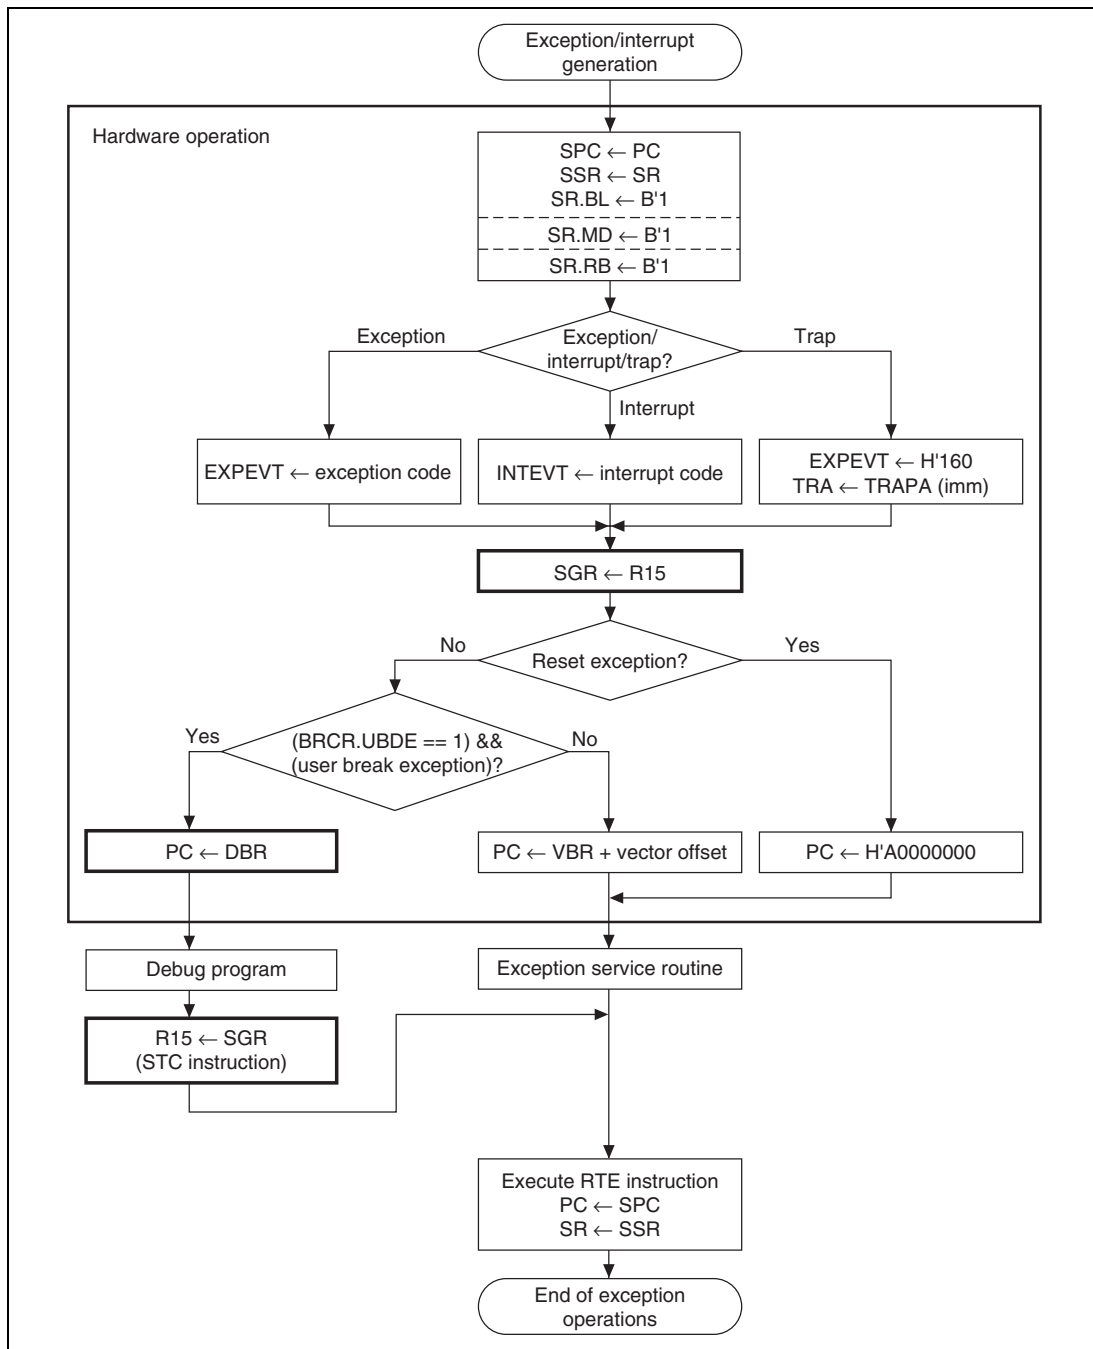 Exception/interrupt
generation
Hardware operation
SPC ← PC
SSR ← SR
SR.BL ← B'1
SR.MD ← B'1
SR.RB ← B'1
Exception/
interrupt/trap?
Exception
Trap
Interrupt
EXPEVT ← exception code
INTEVT ← interrupt code
EXPEVT ← H'160
TRA ← TRAPA (imm)
SGR ← R15
Reset exception?
No
Yes
(BRCR.UBDE == 1) &&
(user break exception)?
Yes
No
PC ← DBR
PC ← VBR + vector offset
PC ← H'A0000000
Debug program
Exception service routine
R15 ← SGR
(STC instruction)
Execute RTE instruction
PC ← SPC
SR ← SSR
End of exception
operations